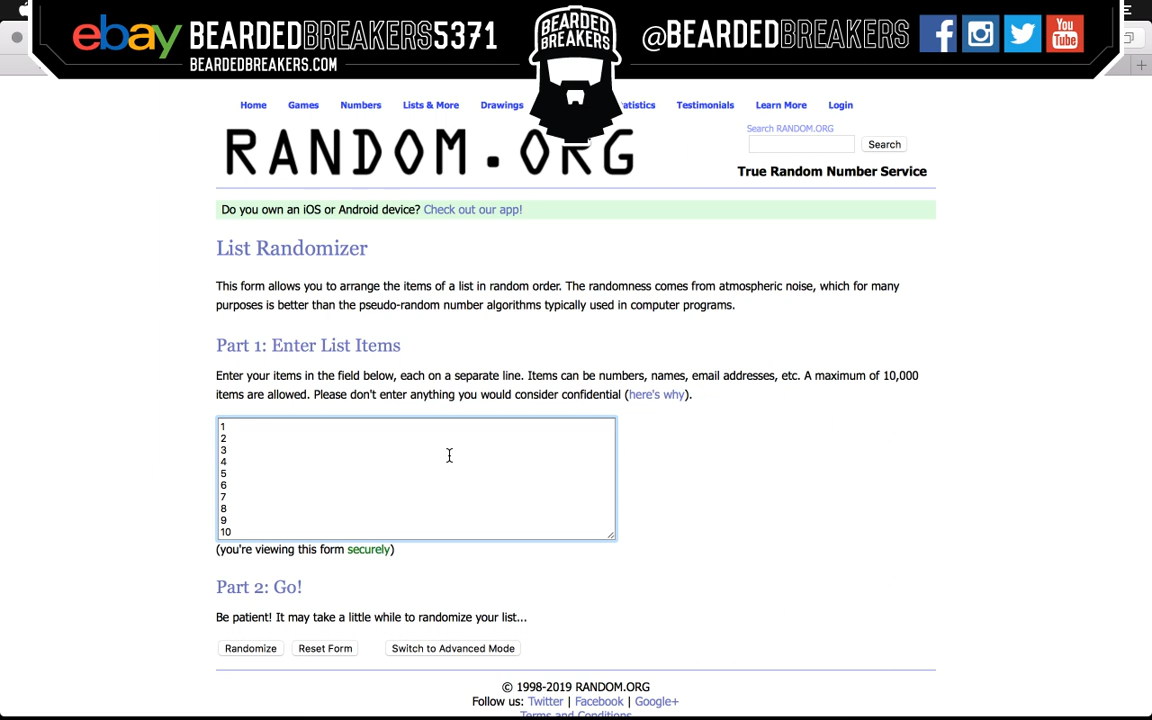 ebay BEARDEDBREAKERS5371
BEARDEDBREAKERS.COM
BEARDED
BREAKERS
@BEARDEDBREAKERS
You
Tube
Home Games Numbers Lists & More Drawings Testimonials Learn More Login
RANDOM.ORG
Search RANDOM.ORG
Search
True Random Number Service
Do you own an iOS or Android device? Check out our app!
List Randomizer
This form allows you to arrange the items of a list in random order. The randomness comes from atmospheric noise, which for many
purposes is better than the pseudo-random number algorithms typically used in computer programs.
Part 1: Enter List Items
Enter your items in the field below, each on a separate line. Items can be numbers, names, email addresses, etc. A maximum of 10,000
items are allowed. Please don't enter anything you would consider confidential (here's why).
1
2
3
4
5
6
7
8
9
10
(you're viewing this form securely)
Part 2: Go!
Be patient! It may take a little while to randomize your list...
Randomize Reset Form Switch to Advanced Mode
© 1998-2019 RANDOM.ORG
Follow us: Twitter | Facebook | Google+
Terms and Conditions